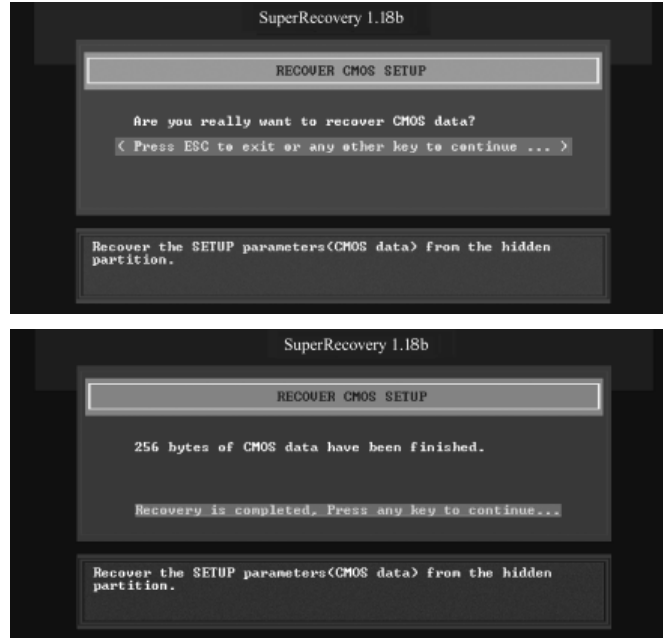 SuperRecovery 1.18b
RECOVER CMOS SETUP
Are you really want to recover CMOS data?
< Press ESC to exit or any other key to continue ... >
Recover the SETUP parameters(CMOS data) from the hidden
partition.
SuperRecovery 1.18b
RECOVER CMOS SETUP
256 bytes of CMOS data have been finished.
Recovery is completed, Press any key to continue...
Recover the SETUP parameters(CMOS data) from the hidden
partition.